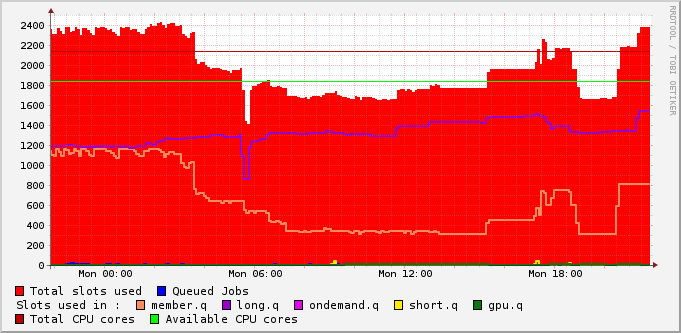 2400
2200
2000
1800
1600
1400
1200
1000
800
600
400
200
0
Mon 00:00 Mon 06:00 Mon 12:00 Mon 18:00
RRDTOOL / TOBI OETIKER
Total slots used Queued Jobs
Slots used in : member.q long.q ondemand.q short.q gpu.q
Total CPU cores Available CPU cores